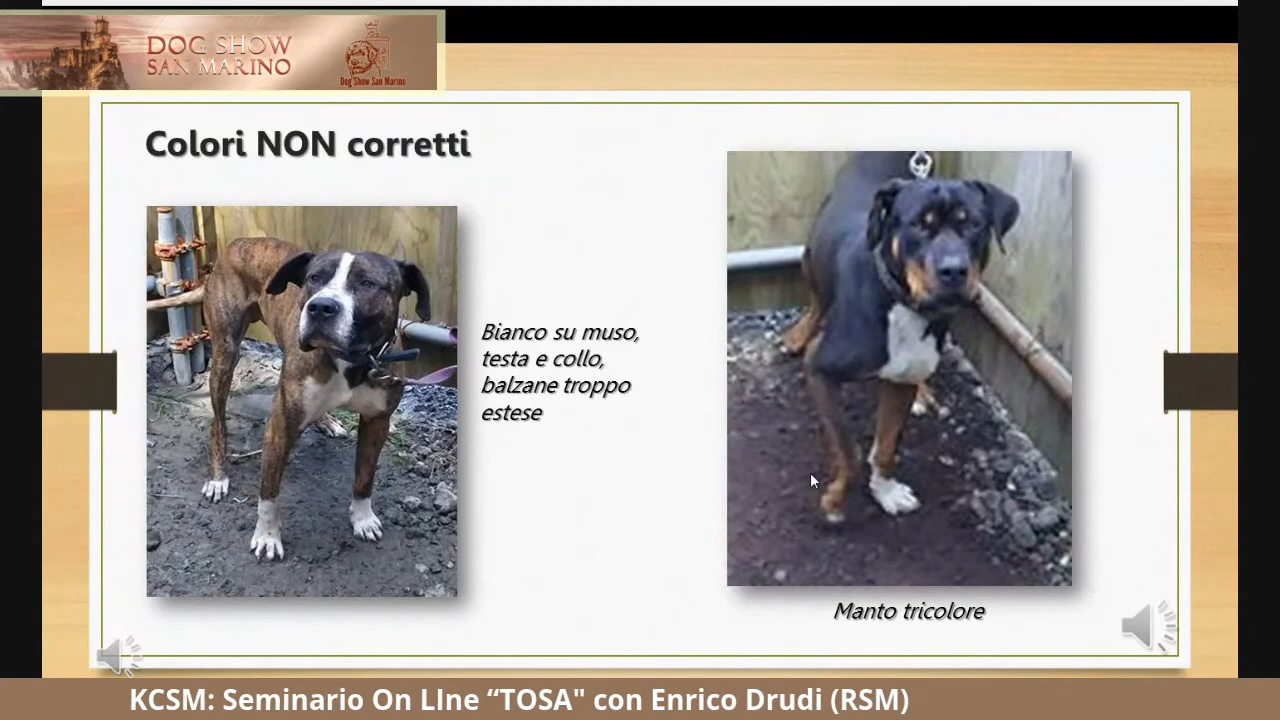 DOG SHOW
SAN MARINO
Dog Show San Marino
Colori NON corretti
Bianco su muso,
testa e collo,
balzane troppo
estese
Manto tricolore
KCSM: Seminario On LIne “TOSA" con Enrico Drudi (RSM)